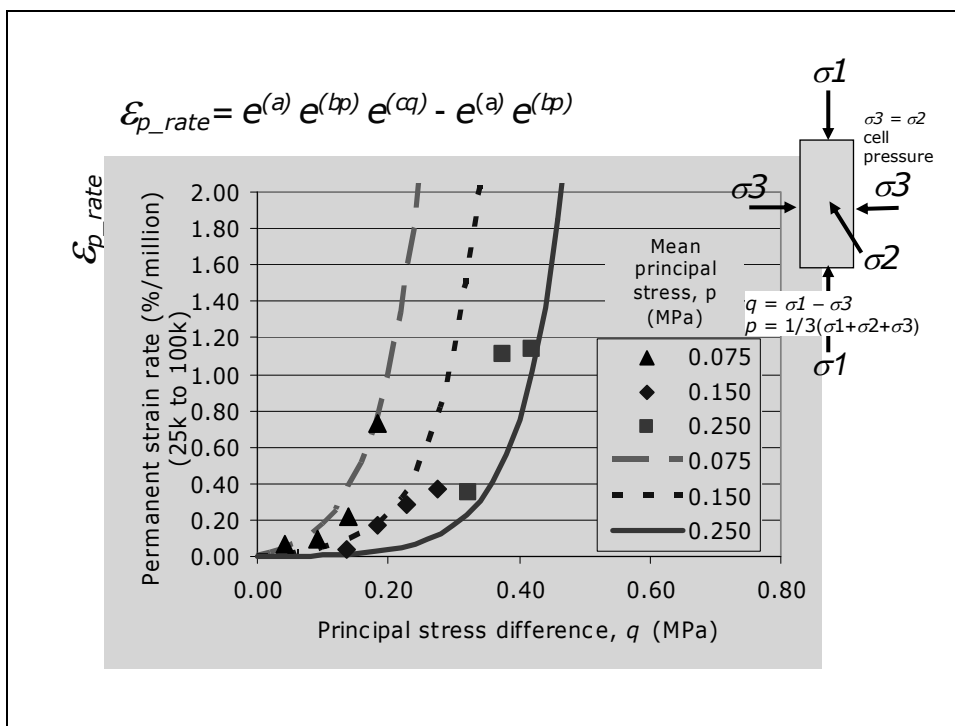 εp_rate = e(a) e(bp) e(cq) - e(a) e(bp)
σ1
σ3 = σ2
cell
pressure
σ3
σ3
σ2
q = σ1 − σ3
p = 1/3(σ1+σ2+σ3)
σ1
εp_rate
Permanent strain rate (%/million)
(25k to 100k)
2.00
1.80
1.60
1.40
1.20
1.00
0.80
0.60
0.40
0.20
0.00
0.00 0.20 0.40 0.60 0.80
Principal stress difference, q (MPa)
Mean
principal
stress, p
(MPa)
0.075
0.150
0.250
0.075
0.150
0.250